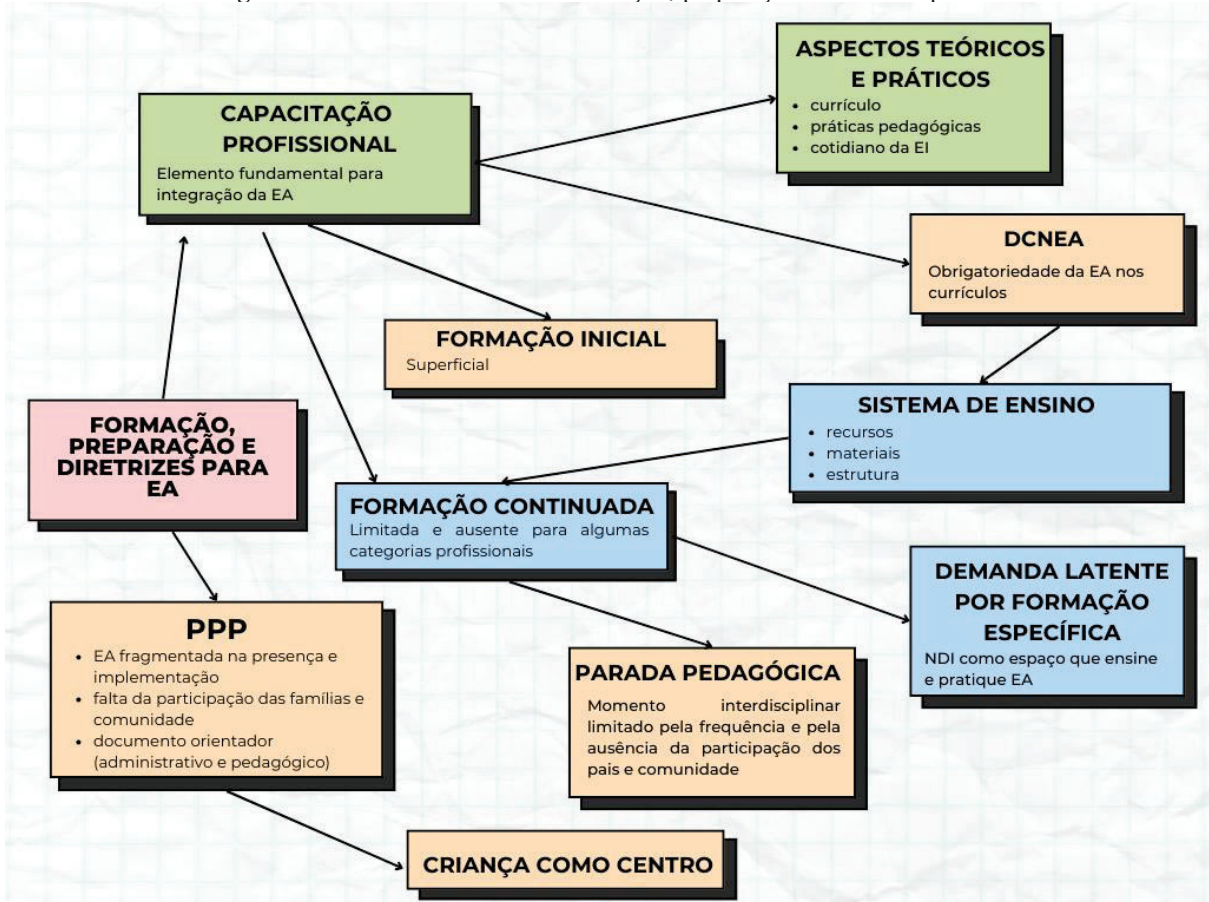 ASPECTOS TEÓRICOS
E PRÁTICOS
• currículo
• práticas pedagógicas
• cotidiano da EI
CAPACITAÇÃO
PROFISSIONAL
Elemento fundamental para
integração da EA
DCNEA
Obrigatoriedade da EA nos
currículos
FORMAÇÃO INICIAL
Superficial
SISTEMA DE ENSINO
• recursos
• materiais
• estrutura
FORMAÇÃO,
PREPARAÇÃO E
DIRETRIZES PARA
EA
FORMAÇÃO CONTINUADA
Limitada e ausente para algumas
categorias profissionais
DEMANDA LATENTE
POR FORMAÇÃO
ESPECÍFICA
NDI como espaço que ensine
e pratique EA
PPP
• EA fragmentada na presença e
implementação
• falta da participação das famílias e
comunidade
• documento orientador
(administrativo e pedagógico)
PARADA PEDAGÓGICA
Momento interdisciplinar
limitado pela frequência e pela
ausência da participação dos
pais e comunidade
CRIANÇA COMO CENTRO